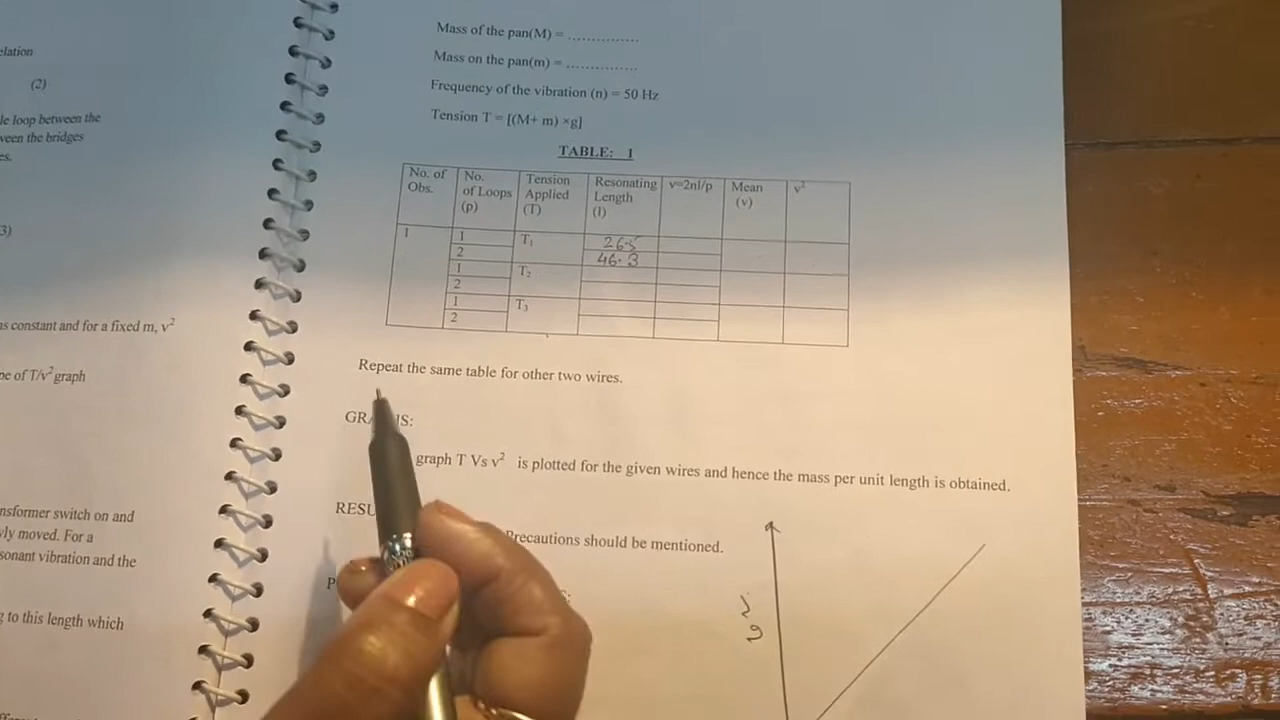 elation
(2)
le loop between the
ween the bridges
es.
3)
as constant and for a fixed m, v²
pe of T/v² graph
nsformer switch on and
wly moved. For a
sonant vibration and the
g to this length which
Mass of the pan(M) = ..............
Mass on the pan(m) = ..............
Frequency of the vibration (n) = 50 Hz
Tension T = [(M+ m) ×g]
TABLE: 1
No. of Obs. No. of Loops (p) Tension Applied (T) Resonating Length (l) v=2nl/p Mean (v) v²
1 1 T₁ 26.5
2 46.3
1 T₂
2
1 T₃
2
Repeat the same table for other two wires.
GRA S:
graph T Vs v² is plotted for the given wires and hence the mass per unit length is obtained.
RESU
Precautions should be mentioned.
P
v²